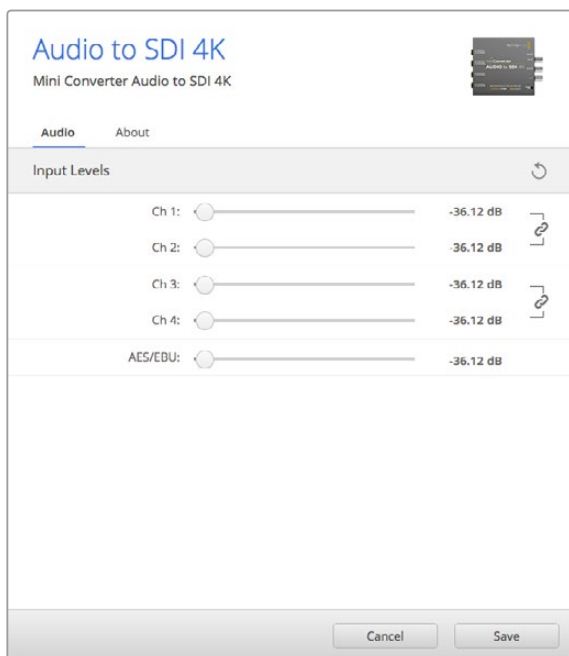 Audio to SDI 4K
Mini Converter Audio to SDI 4K
Audio About
Input Levels
Ch 1: -36.12 dB
Ch 2: -36.12 dB
Ch 3: -36.12 dB
Ch 4: -36.12 dB
AES/EBU: -36.12 dB
Cancel Save